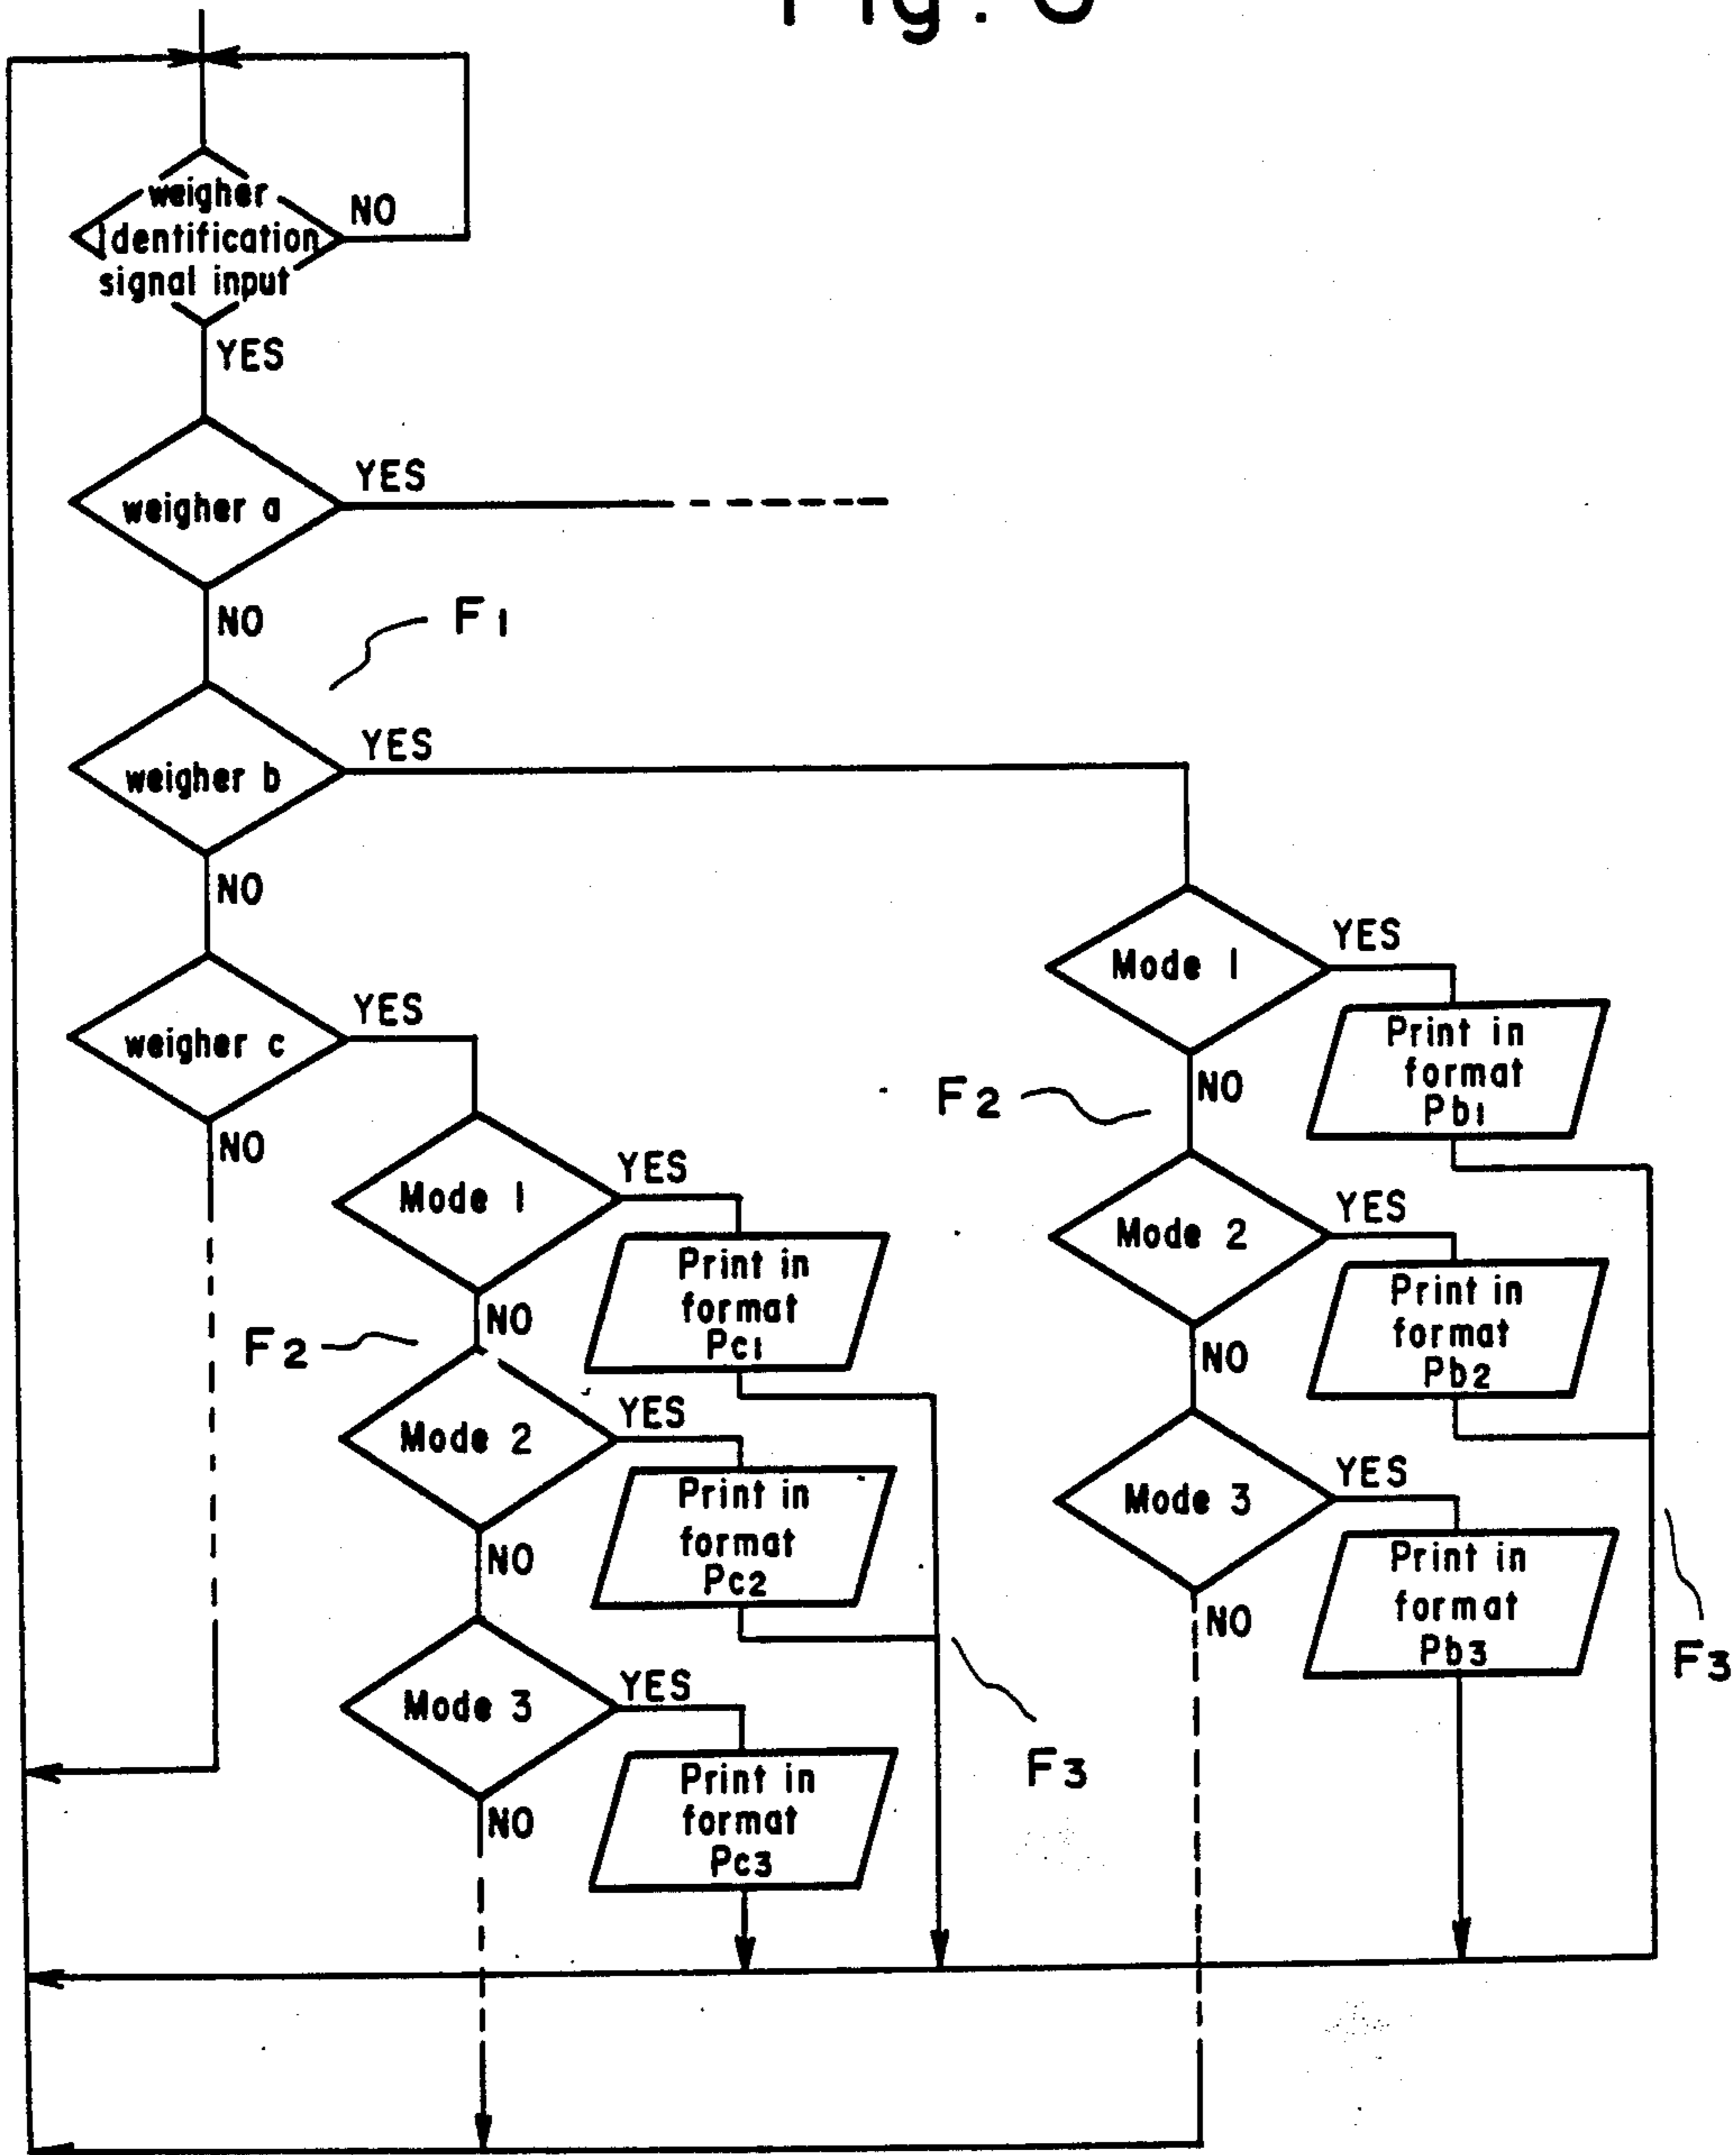 weigher
identification
signal input
NO
YES
weigher a
YES
NO
F1
weigher b
YES
NO
weigher c
YES
NO
Mode 1
YES
NO
Print in
format
Pb1
F2
Mode 2
YES
NO
Print in
format
Pb2
Mode 3
YES
NO
Print in
format
Pb3
F3
Mode 1
YES
NO
Print in
format
Pc1
F2
Mode 2
YES
NO
Print in
format
Pc2
Mode 3
YES
NO
Print in
format
Pc3
F3